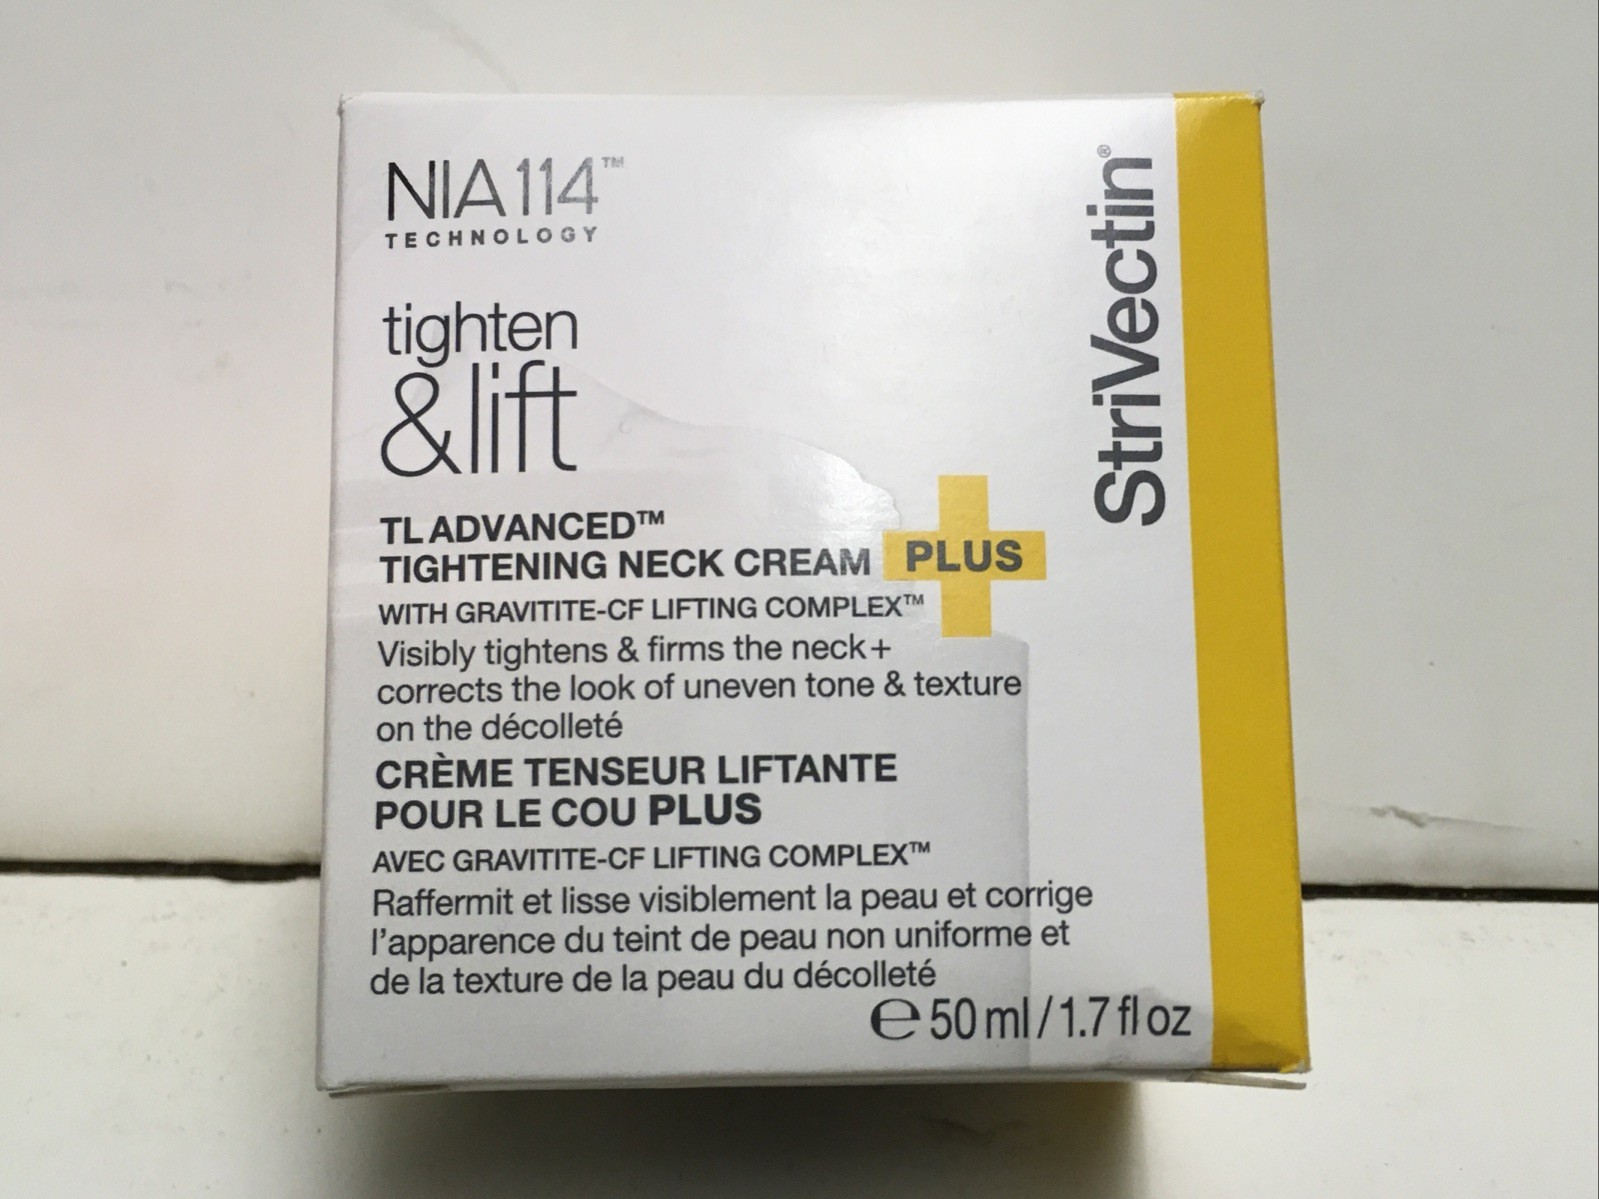 NIA114™
TECHNOLOGY
tighten
&lift
TL ADVANCED™
TIGHTENING NECK CREAM PLUS
WITH GRAVITITE-CF LIFTING COMPLEX™
Visibly tightens & firms the neck+
corrects the look of uneven tone & texture
on the décolleté
CRÈME TENSEUR LIFTANTE
POUR LE COU PLUS
AVEC GRAVITITE-CF LIFTING COMPLEX™
Raffermit et lisse visiblement la peau et corrige
l'apparence du teint de peau non uniforme et
de la texture de la peau du décolleté
℮ 50 ml / 1.7 fl oz
StriVectin®